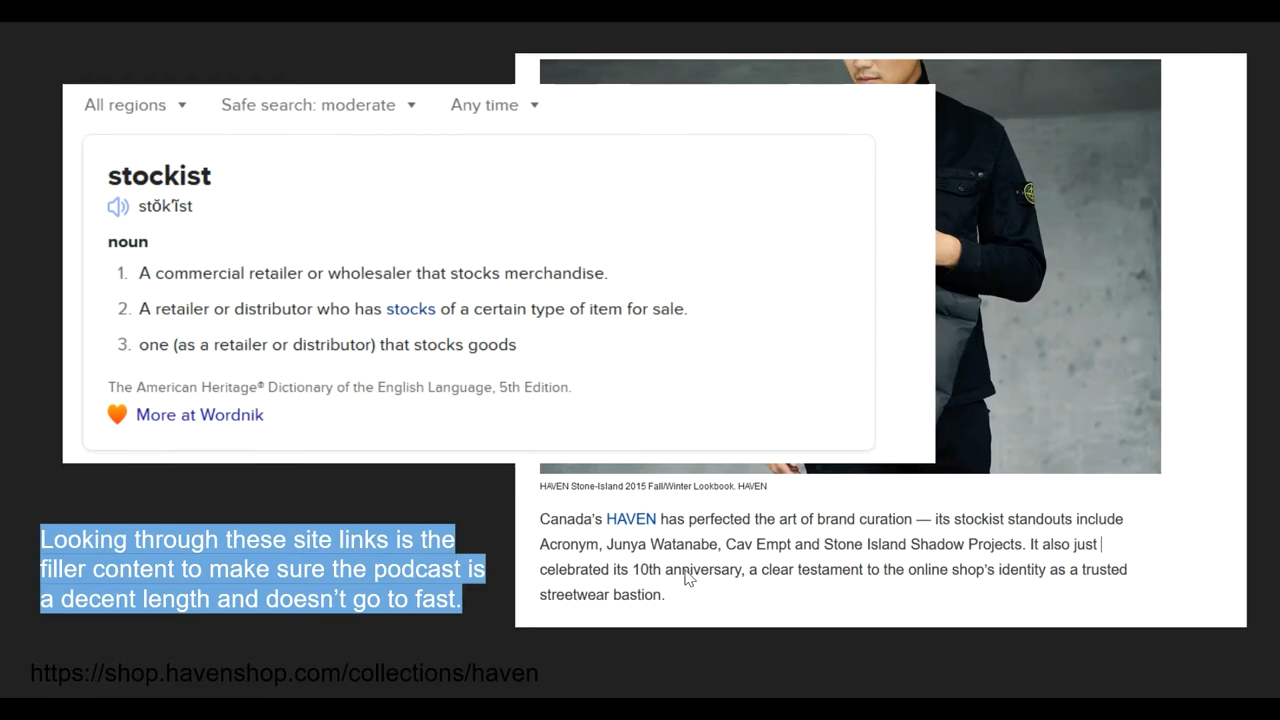 All regions
Safe search: moderate
Any time
stockist
stŏk′ĭst
noun
1. A commercial retailer or wholesaler that stocks merchandise.
2. A retailer or distributor who has stocks of a certain type of item for sale.
3. one (as a retailer or distributor) that stocks goods
The American Heritage® Dictionary of the English Language, 5th Edition.
More at Wordnik
HAVEN Stone-Island 2015 Fall/Winter Lookbook. HAVEN
Canada's HAVEN has perfected the art of brand curation — its stockist standouts include
Acronym, Junya Watanabe, Cav Empt and Stone Island Shadow Projects. It also just
celebrated its 10th anniversary, a clear testament to the online shop's identity as a trusted
streetwear bastion.
Looking through these site links is the
filler content to make sure the podcast is
a decent length and doesn’t go to fast.
https://shop.havenshop.com/collections/haven